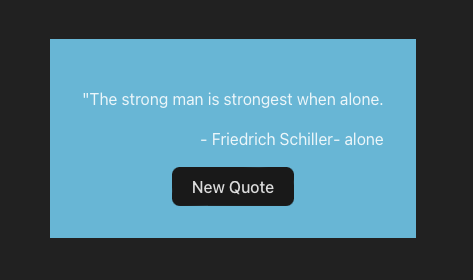 "The strong man is strongest when alone.
- Friedrich Schiller- alone
New Quote